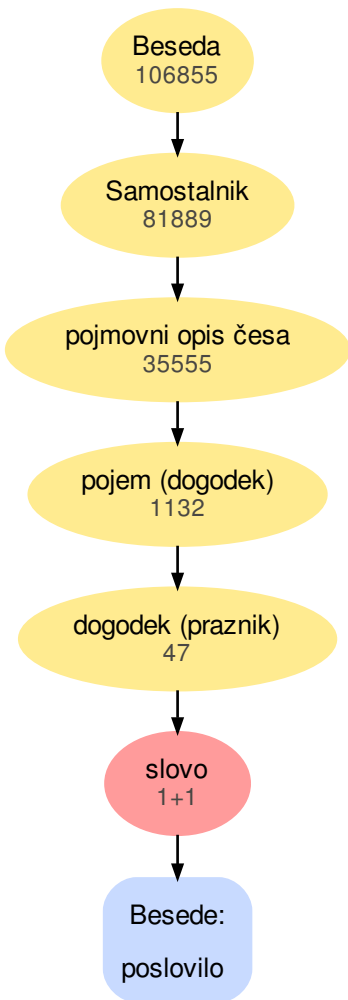 Beseda
106855
Samostalnik
81889
pojmovni opis česa
35555
pojem (dogodek)
1132
dogodek (praznik)
47
slovo
1+1
Besede:
poslovilo